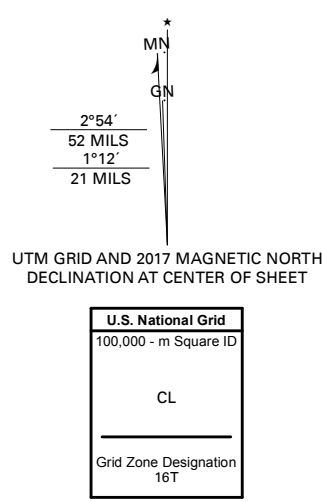 MN
GN
2°54´
52 MILS
1°12´
21 MILS
UTM GRID AND 2017 MAGNETIC NORTH
DECLINATION AT CENTER OF SHEET
U.S. National Grid
100,000 - m Square ID
CL
Grid Zone Designation
16T